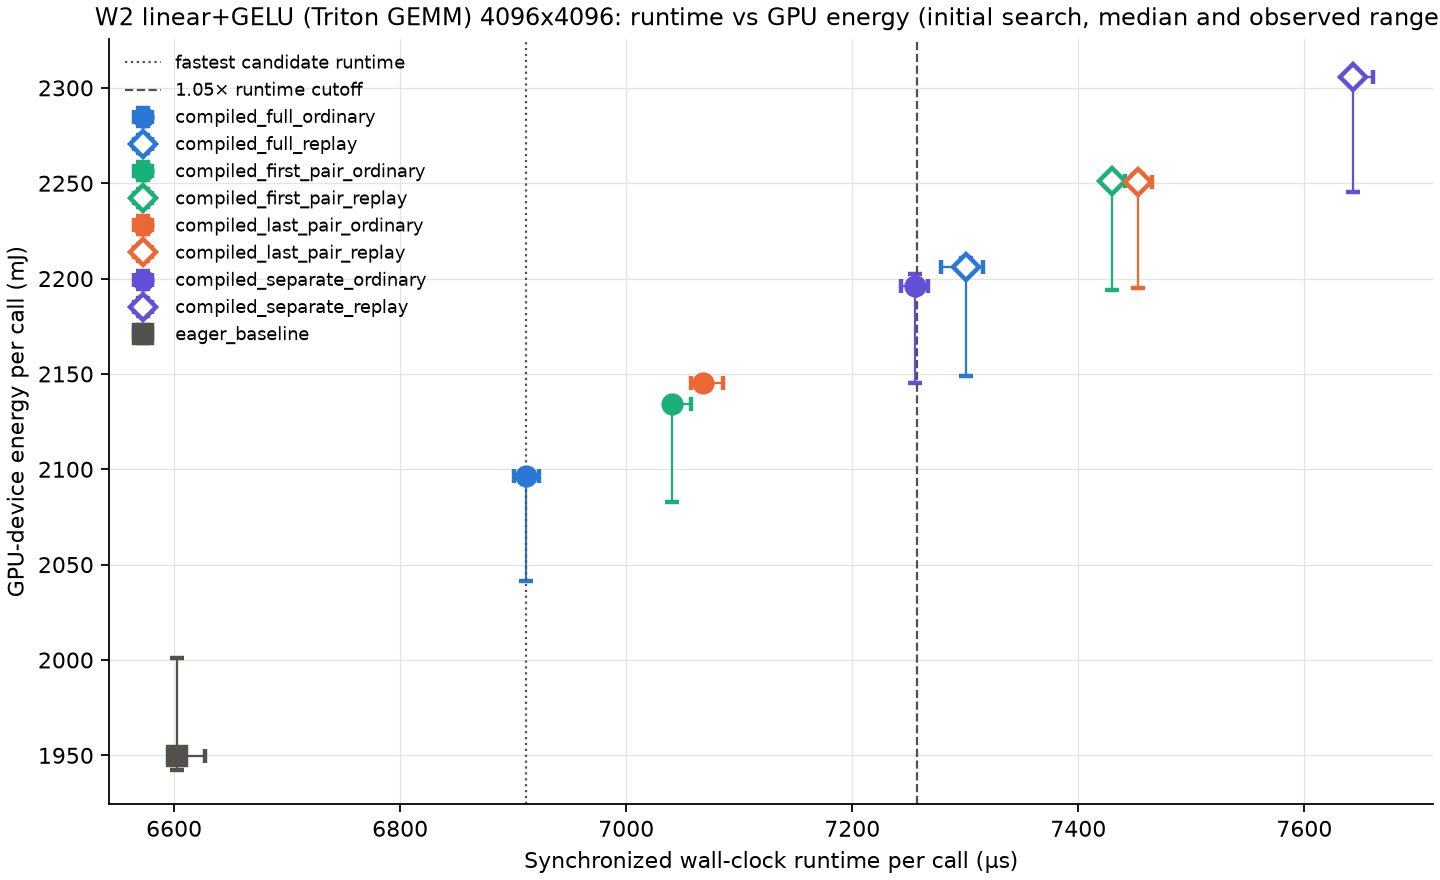 W2 linear+GELU (Triton GEMM) 4096x4096: runtime vs GPU energy (initial search, median and observed range
fastest candidate runtime
1.05× runtime cutoff
compiled_full_ordinary
compiled_full_replay
compiled_first_pair_ordinary
compiled_first_pair_replay
compiled_last_pair_ordinary
compiled_last_pair_replay
compiled_separate_ordinary
compiled_separate_replay
eager_baseline
GPU-device energy per call (mJ)
2300
2250
2200
2150
2100
2050
2000
1950
6600 6800 7000 7200 7400 7600
Synchronized wall-clock runtime per call (µs)